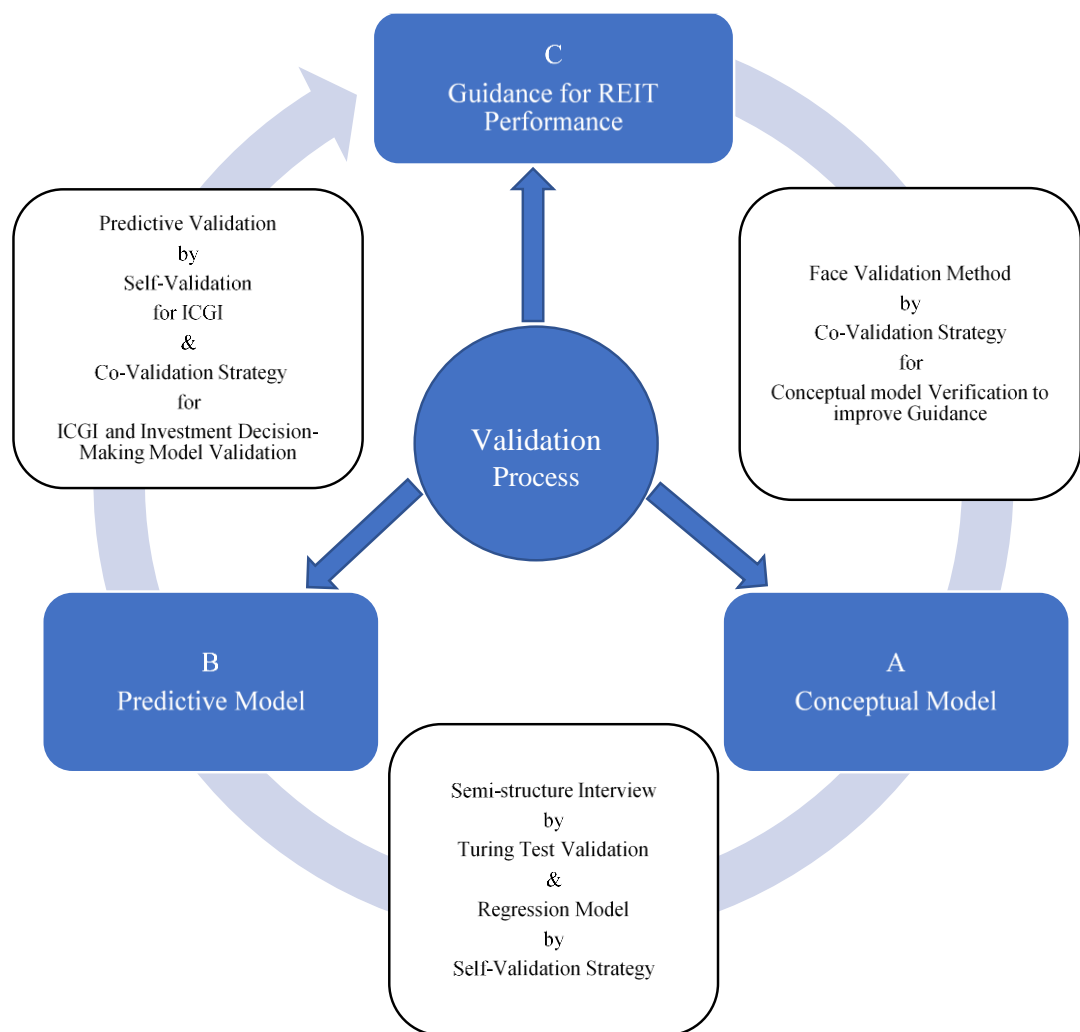 C
Guidance for REIT
Performance
Predictive Validation
by
Self-Validation
for ICGI
&
Co-Validation Strategy
for
ICGI and Investment Decision-
Making Model Validation
Face Validation Method
by
Co-Validation Strategy
for
Conceptual model Verification to
improve Guidance
Validation
Process
B
Predictive Model
A
Conceptual Model
Semi-structure Interview
by
Turing Test Validation
&
Regression Model
by
Self-Validation Strategy